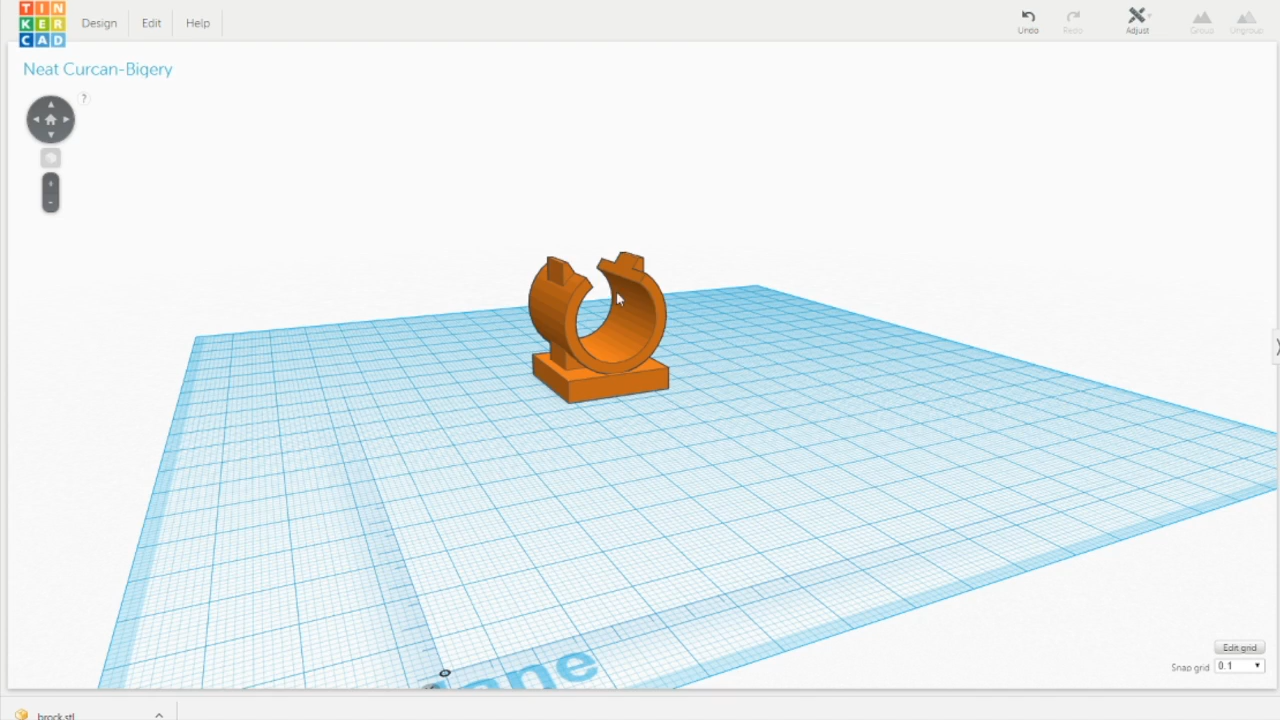 TIN
KER
CAD
Design
Edit
Help
Undo
Redo
Adjust
Group
Ungroup
Neat Curcan-Bigery
?
+
-
Edit grid
Snap grid
0.1
brock.stl